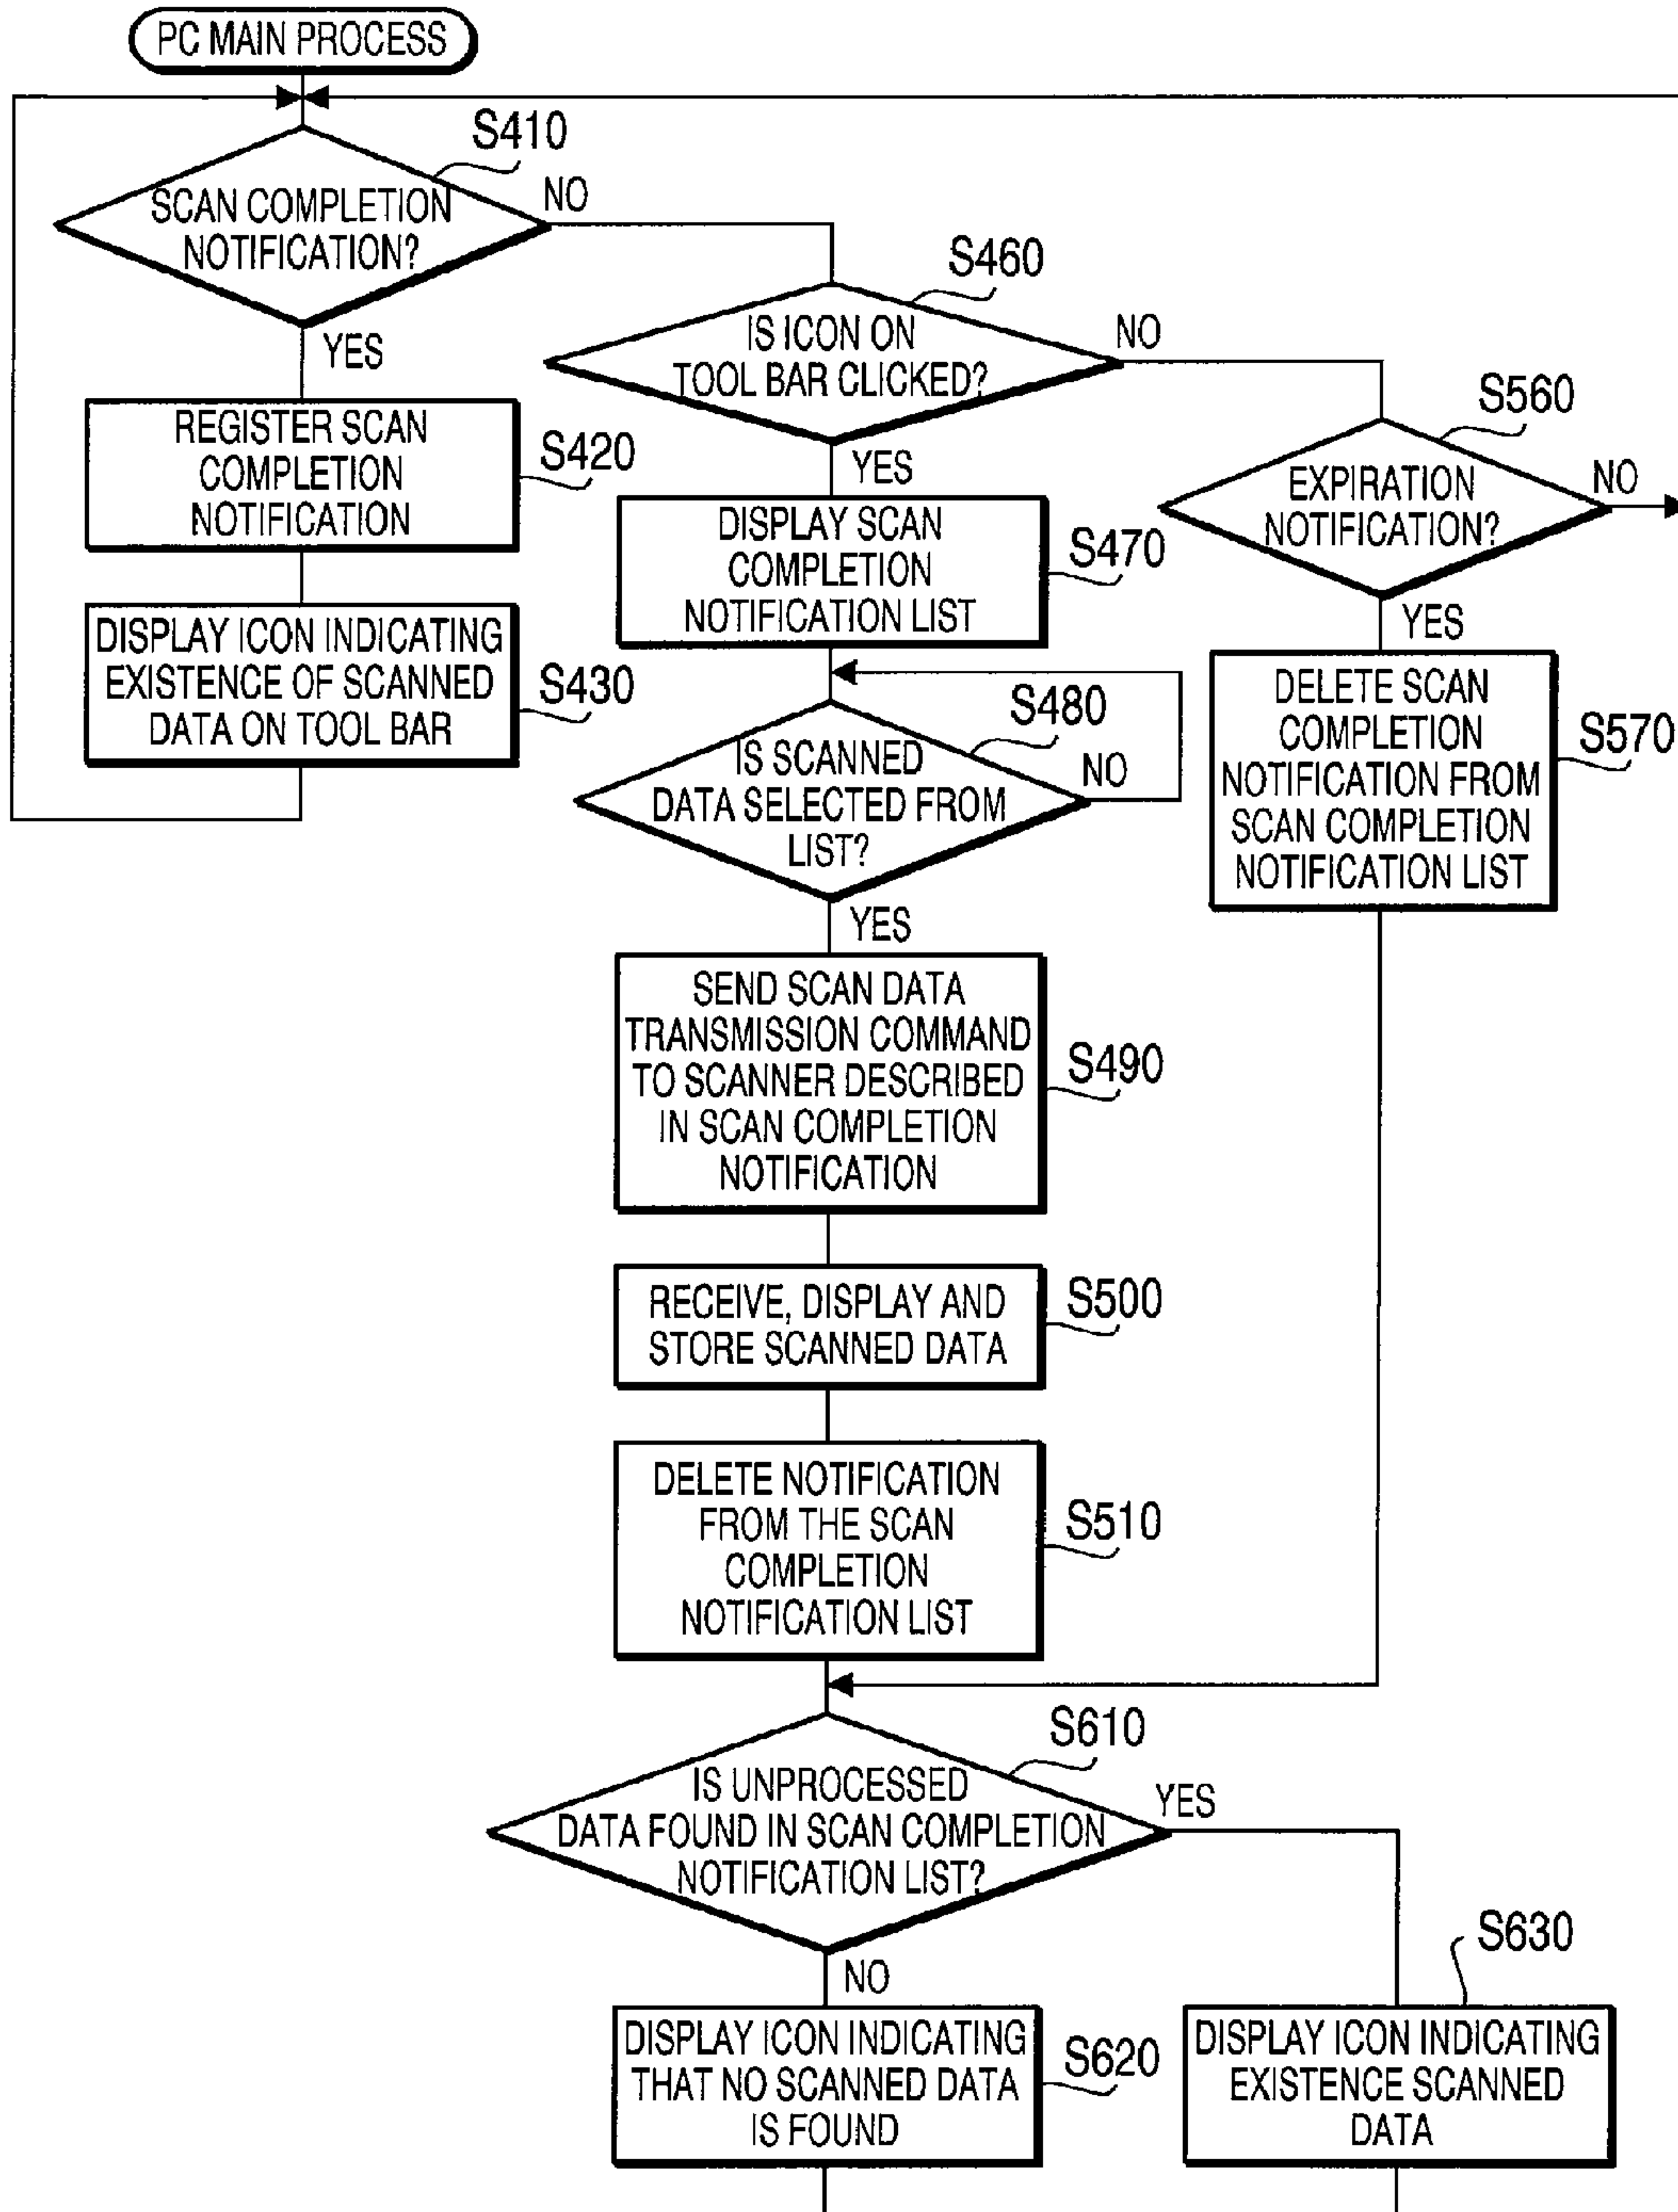 PC MAIN PROCESS
S410
SCAN COMPLETION
NOTIFICATION?
NO
YES
REGISTER SCAN
COMPLETION
NOTIFICATION
S420
DISPLAY ICON INDICATING
EXISTENCE OF SCANNED
DATA ON TOOL BAR
S430
S460
IS ICON ON
TOOL BAR CLICKED?
NO
YES
DISPLAY SCAN
COMPLETION
NOTIFICATION LIST
S470
S480
IS SCANNED
DATA SELECTED FROM
LIST?
NO
YES
SEND SCAN DATA
TRANSMISSION COMMAND
TO SCANNER DESCRIBED
IN SCAN COMPLETION
NOTIFICATION
S490
RECEIVE, DISPLAY AND
STORE SCANNED DATA
S500
DELETE NOTIFICATION
FROM THE SCAN
COMPLETION
NOTIFICATION LIST
S510
S560
EXPIRATION
NOTIFICATION?
NO
YES
DELETE SCAN
COMPLETION
NOTIFICATION FROM
SCAN COMPLETION
NOTIFICATION LIST
S570
S610
IS UNPROCESSED
DATA FOUND IN SCAN COMPLETION
NOTIFICATION LIST?
YES
NO
DISPLAY ICON INDICATING
THAT NO SCANNED DATA
IS FOUND
S620
S630
DISPLAY ICON INDICATING
EXISTENCE SCANNED
DATA